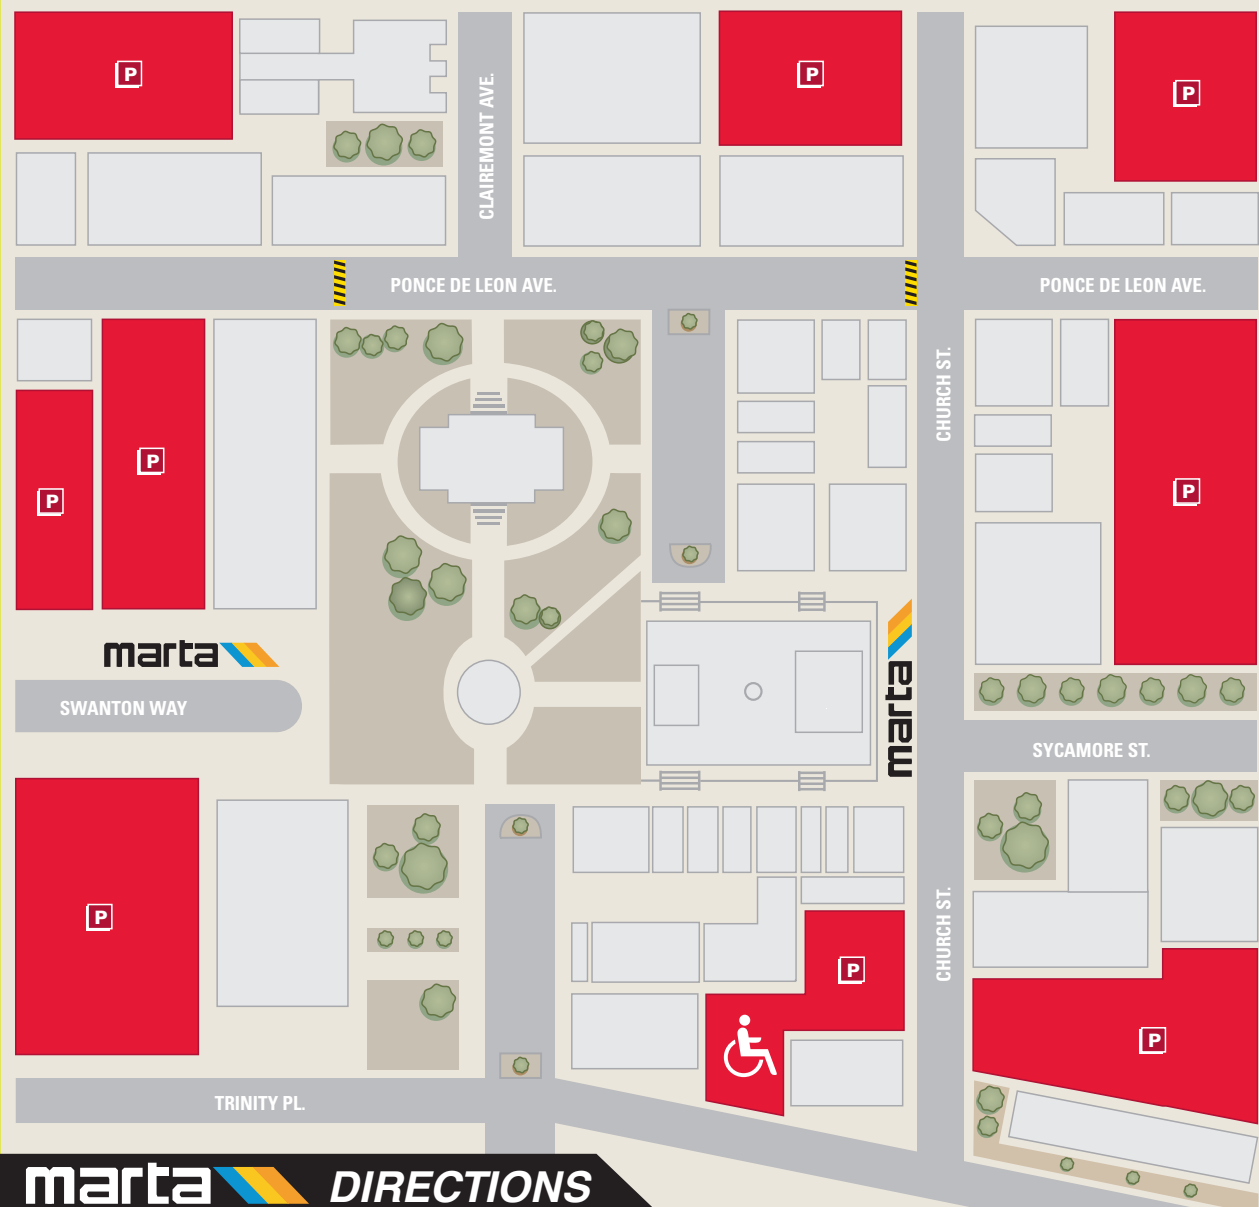 P
P
P
CLAIREMONT AVE.
PONCE DE LEON AVE.
PONCE DE LEON AVE.
CHURCH ST.
P
P
P
marta
marta
SWANTON WAY
SYCAMORE ST.
P
P
CHURCH ST.
P
TRINITY PL.
marta DIRECTIONS